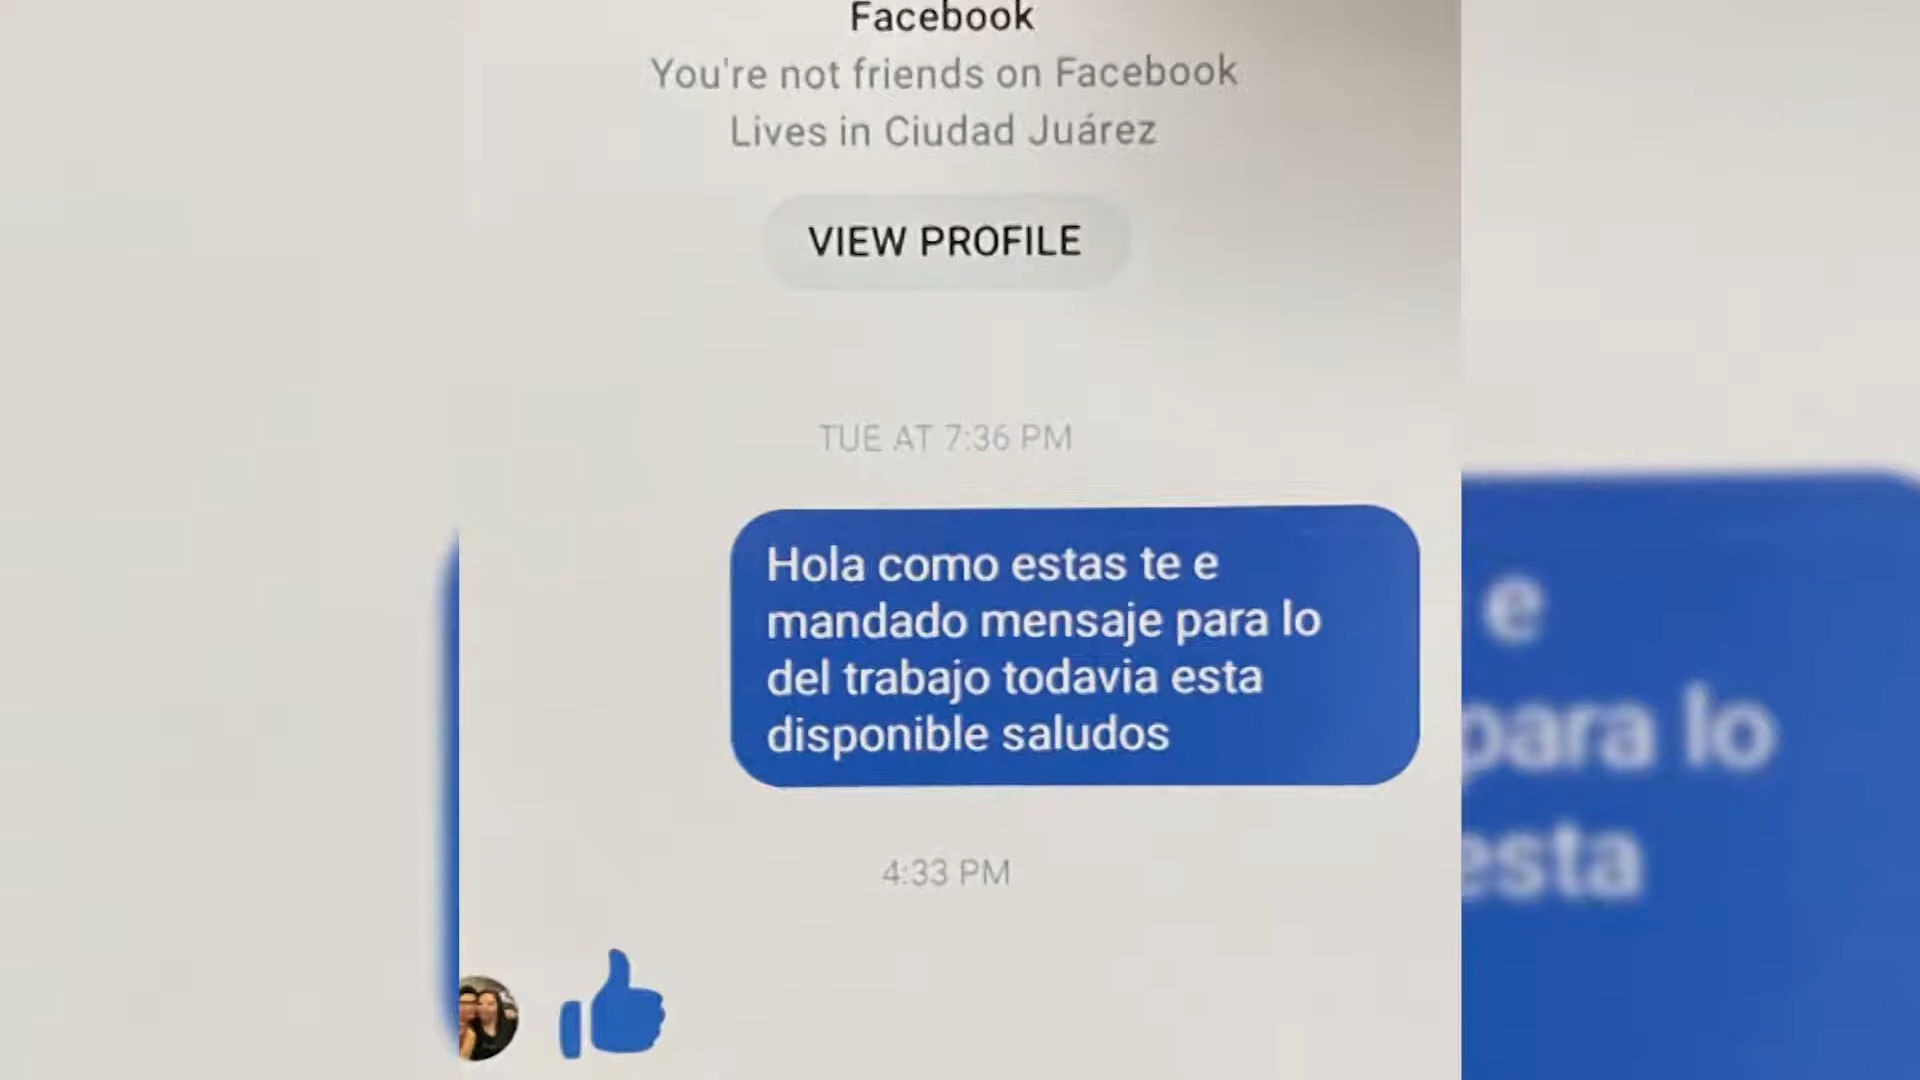 Facebook
You're not friends on Facebook
Lives in Ciudad Juárez
VIEW PROFILE
TUE AT 7:36 PM
Hola como estas te e
mandado mensaje para lo
del trabajo todavia esta
disponible saludos
4:33 PM
e
para lo
esta